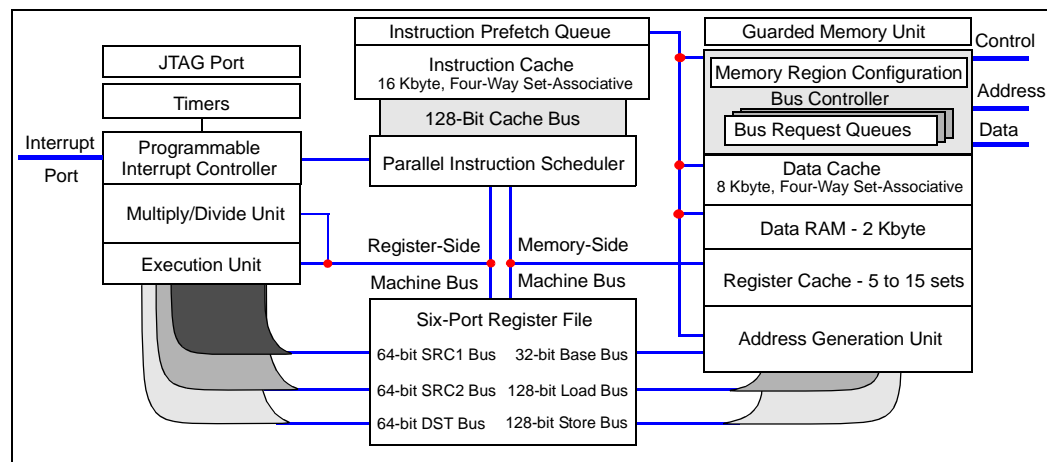 JTAG Port
Timers
Interrupt
Port
Programmable
Interrupt Controller
Multiply/Divide Unit
Execution Unit
Instruction Prefetch Queue
Instruction Cache
16 Kbyte, Four-Way Set-Associative
128-Bit Cache Bus
Parallel Instruction Scheduler
Register-Side
Machine Bus
Memory-Side
Machine Bus
Six-Port Register File
64-bit SRC1 Bus
32-bit Base Bus
64-bit SRC2 Bus
128-bit Load Bus
64-bit DST Bus
128-bit Store Bus
Guarded Memory Unit
Memory Region Configuration
Bus Controller
Bus Request Queues
Control
Address
Data
Data Cache
8 Kbyte, Four-Way Set-Associative
Data RAM - 2 Kbyte
Register Cache - 5 to 15 sets
Address Generation Unit